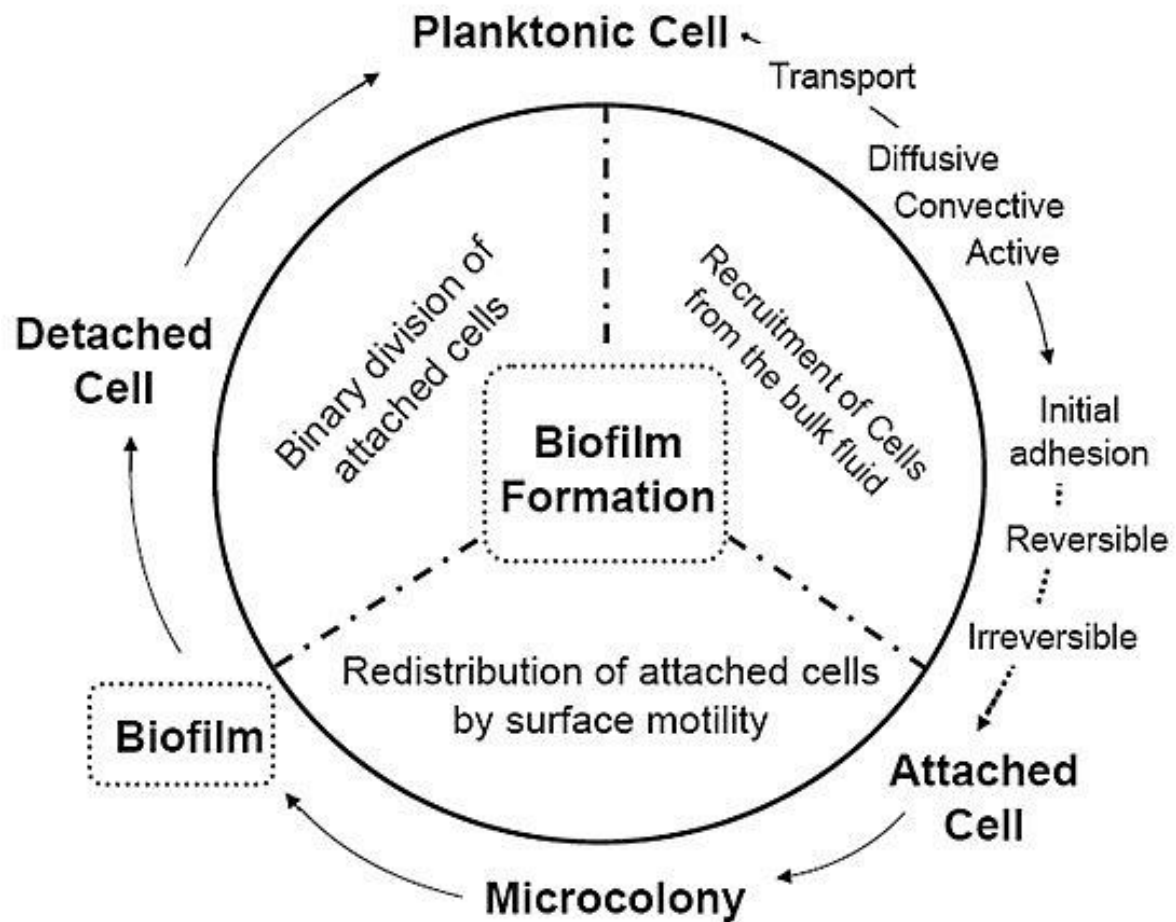 Planktonic Cell
Transport
Diffusive
Convective
Active
Initial
adhesion
Reversible
Irreversible
Attached
Cell
Microcolony
Biofilm
Detached
Cell
Binary division of
attached cells
Recruitment of Cells
from the bulk fluid
Biofilm
Formation
Redistribution of attached cells
by surface motility